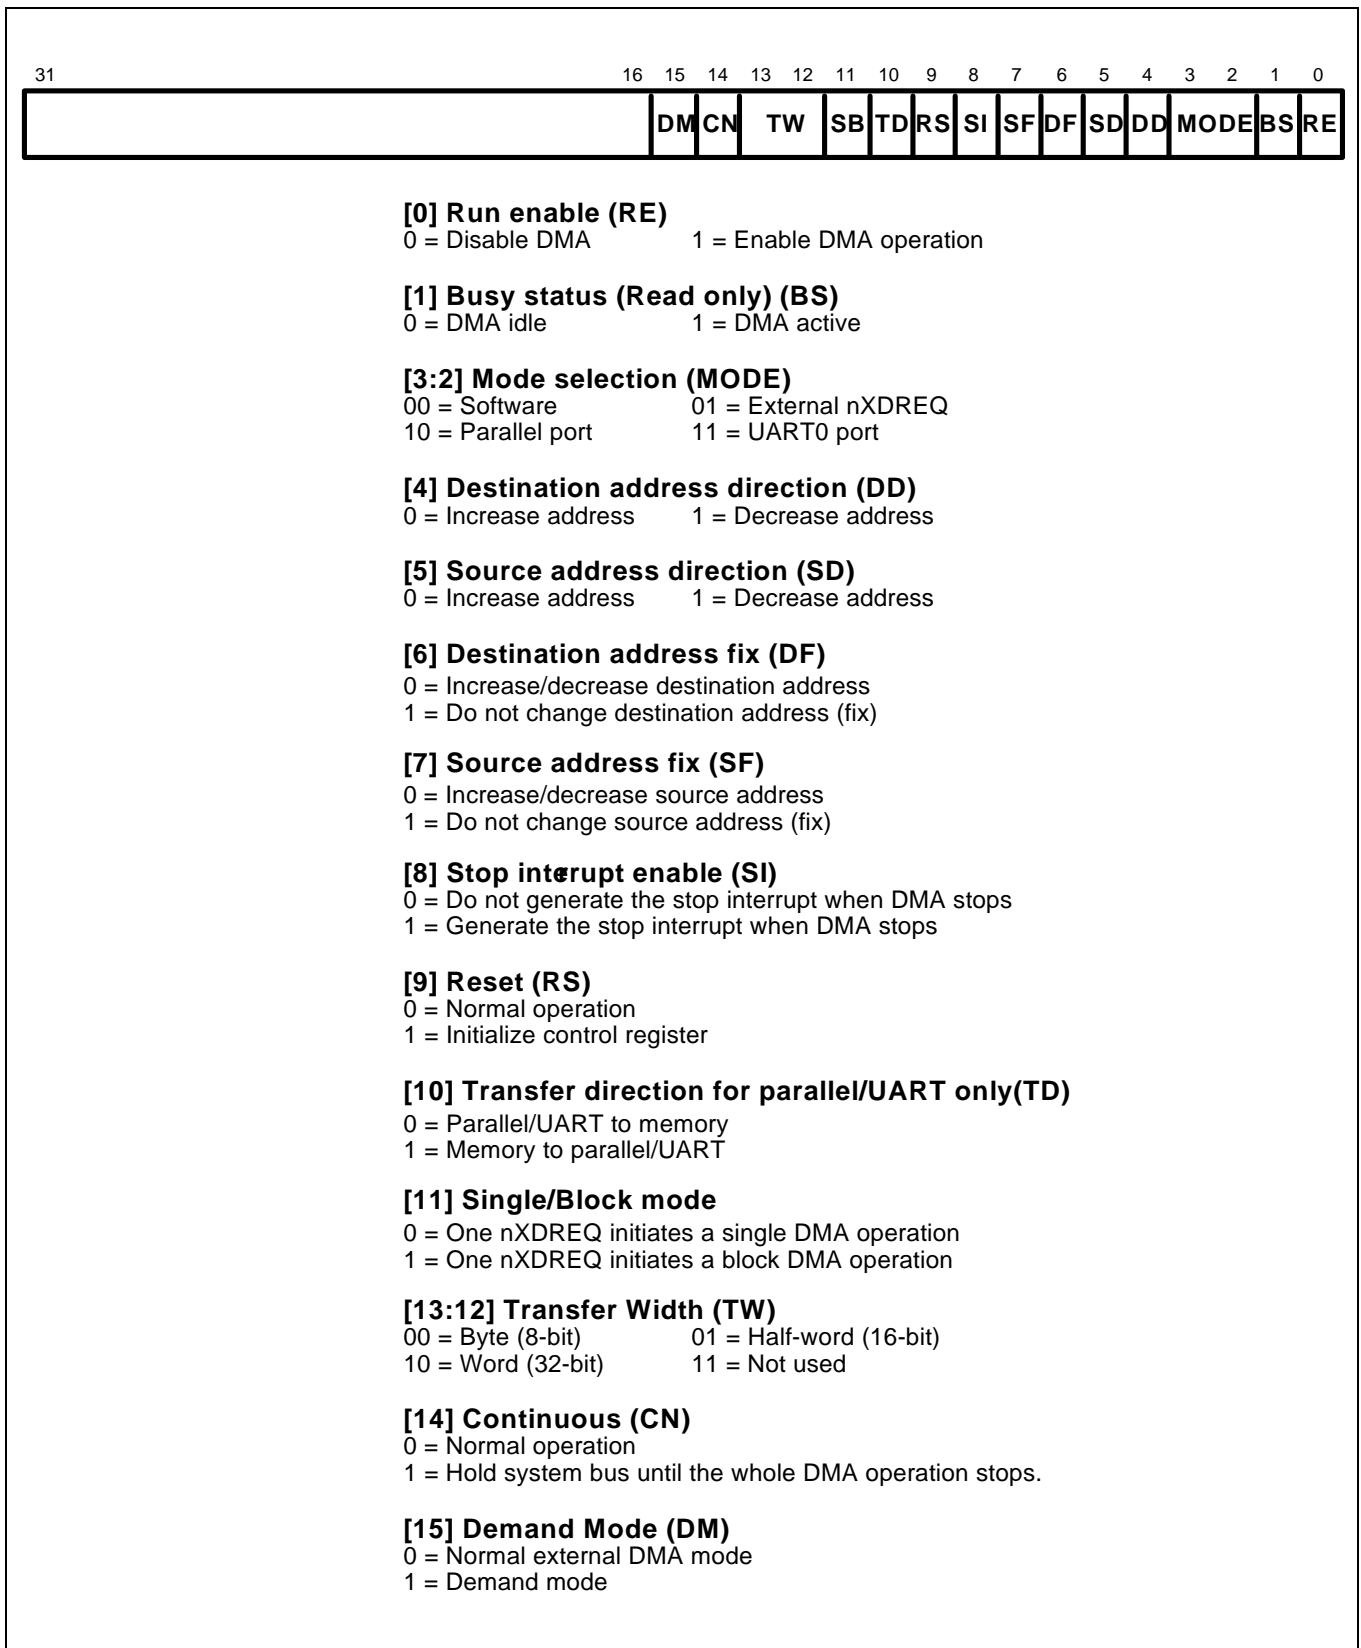 31 16 15 14 13 12 11 10 9 8 7 6 5 4 3 2 1 0
DM CN TW SB TD RS SI SF DF SD DD MODE BS RE
[0] Run enable (RE)
0 = Disable DMA 1 = Enable DMA operation
[1] Busy status (Read only) (BS)
0 = DMA idle 1 = DMA active
[3:2] Mode selection (MODE)
00 = Software 01 = External nXDREQ
10 = Parallel port 11 = UART0 port
[4] Destination address direction (DD)
0 = Increase address 1 = Decrease address
[5] Source address direction (SD)
0 = Increase address 1 = Decrease address
[6] Destination address fix (DF)
0 = Increase/decrease destination address
1 = Do not change destination address (fix)
[7] Source address fix (SF)
0 = Increase/decrease source address
1 = Do not change source address (fix)
[8] Stop interrupt enable (SI)
0 = Do not generate the stop interrupt when DMA stops
1 = Generate the stop interrupt when DMA stops
[9] Reset (RS)
0 = Normal operation
1 = Initialize control register
[10] Transfer direction for parallel/UART only(TD)
0 = Parallel/UART to memory
1 = Memory to parallel/UART
[11] Single/Block mode
0 = One nXDREQ initiates a single DMA operation
1 = One nXDREQ initiates a block DMA operation
[13:12] Transfer Width (TW)
00 = Byte (8-bit) 01 = Half-word (16-bit)
10 = Word (32-bit) 11 = Not used
[14] Continuous (CN)
0 = Normal operation
1 = Hold system bus until the whole DMA operation stops.
[15] Demand Mode (DM)
0 = Normal external DMA mode
1 = Demand mode